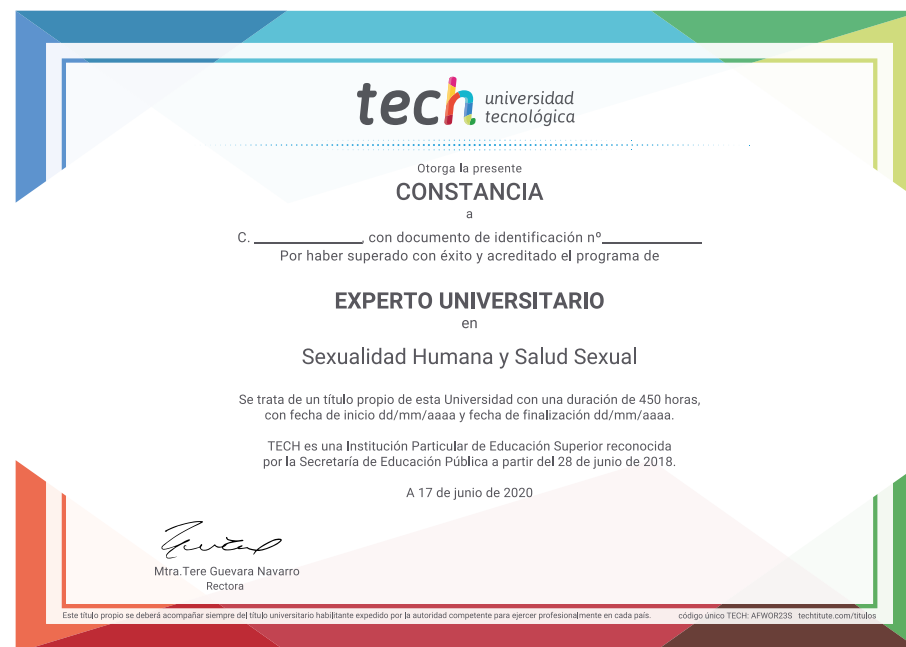 tech universidad
tecnológica
Otorga la presente
CONSTANCIA
a
C. ____________, con documento de identificación nº____________
Por haber superado con éxito y acreditado el programa de
EXPERTO UNIVERSITARIO
en
Sexualidad Humana y Salud Sexual
Se trata de un título propio de esta Universidad con una duración de 450 horas,
con fecha de inicio dd/mm/aaaa y fecha de finalización dd/mm/aaaa.
TECH es una Institución Particular de Educación Superior reconocida
por la Secretaría de Educación Pública a partir del 28 de junio de 2018.
A 17 de junio de 2020
Mtra.Tere Guevara Navarro
Rectora
Este título propio se deberá acompañar siempre del título universitario habilitante expedido por la autoridad competente para ejercer profesionalmente en cada país. código único TECH: AFWOR23S techtitute.com/titulos